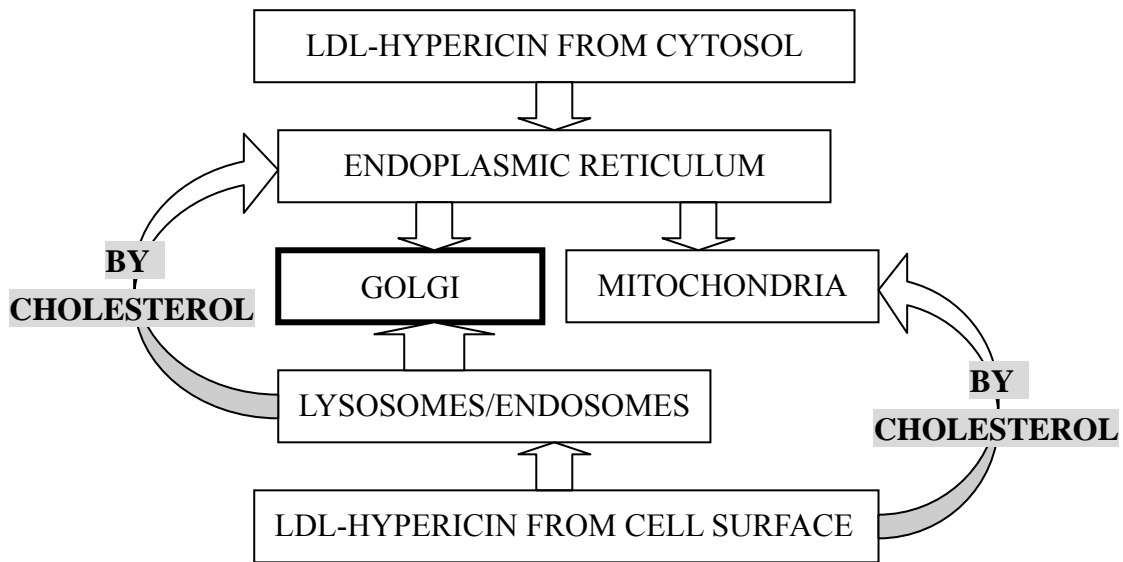 LDL-HYPERICIN FROM CYTOSOL
ENDOPLASMIC RETICULUM
BY
CHOLESTEROL
GOLGI
MITOCHONDRIA
LYSOSOMES/ENDOSOMES
BY
CHOLESTEROL
LDL-HYPERICIN FROM CELL SURFACE